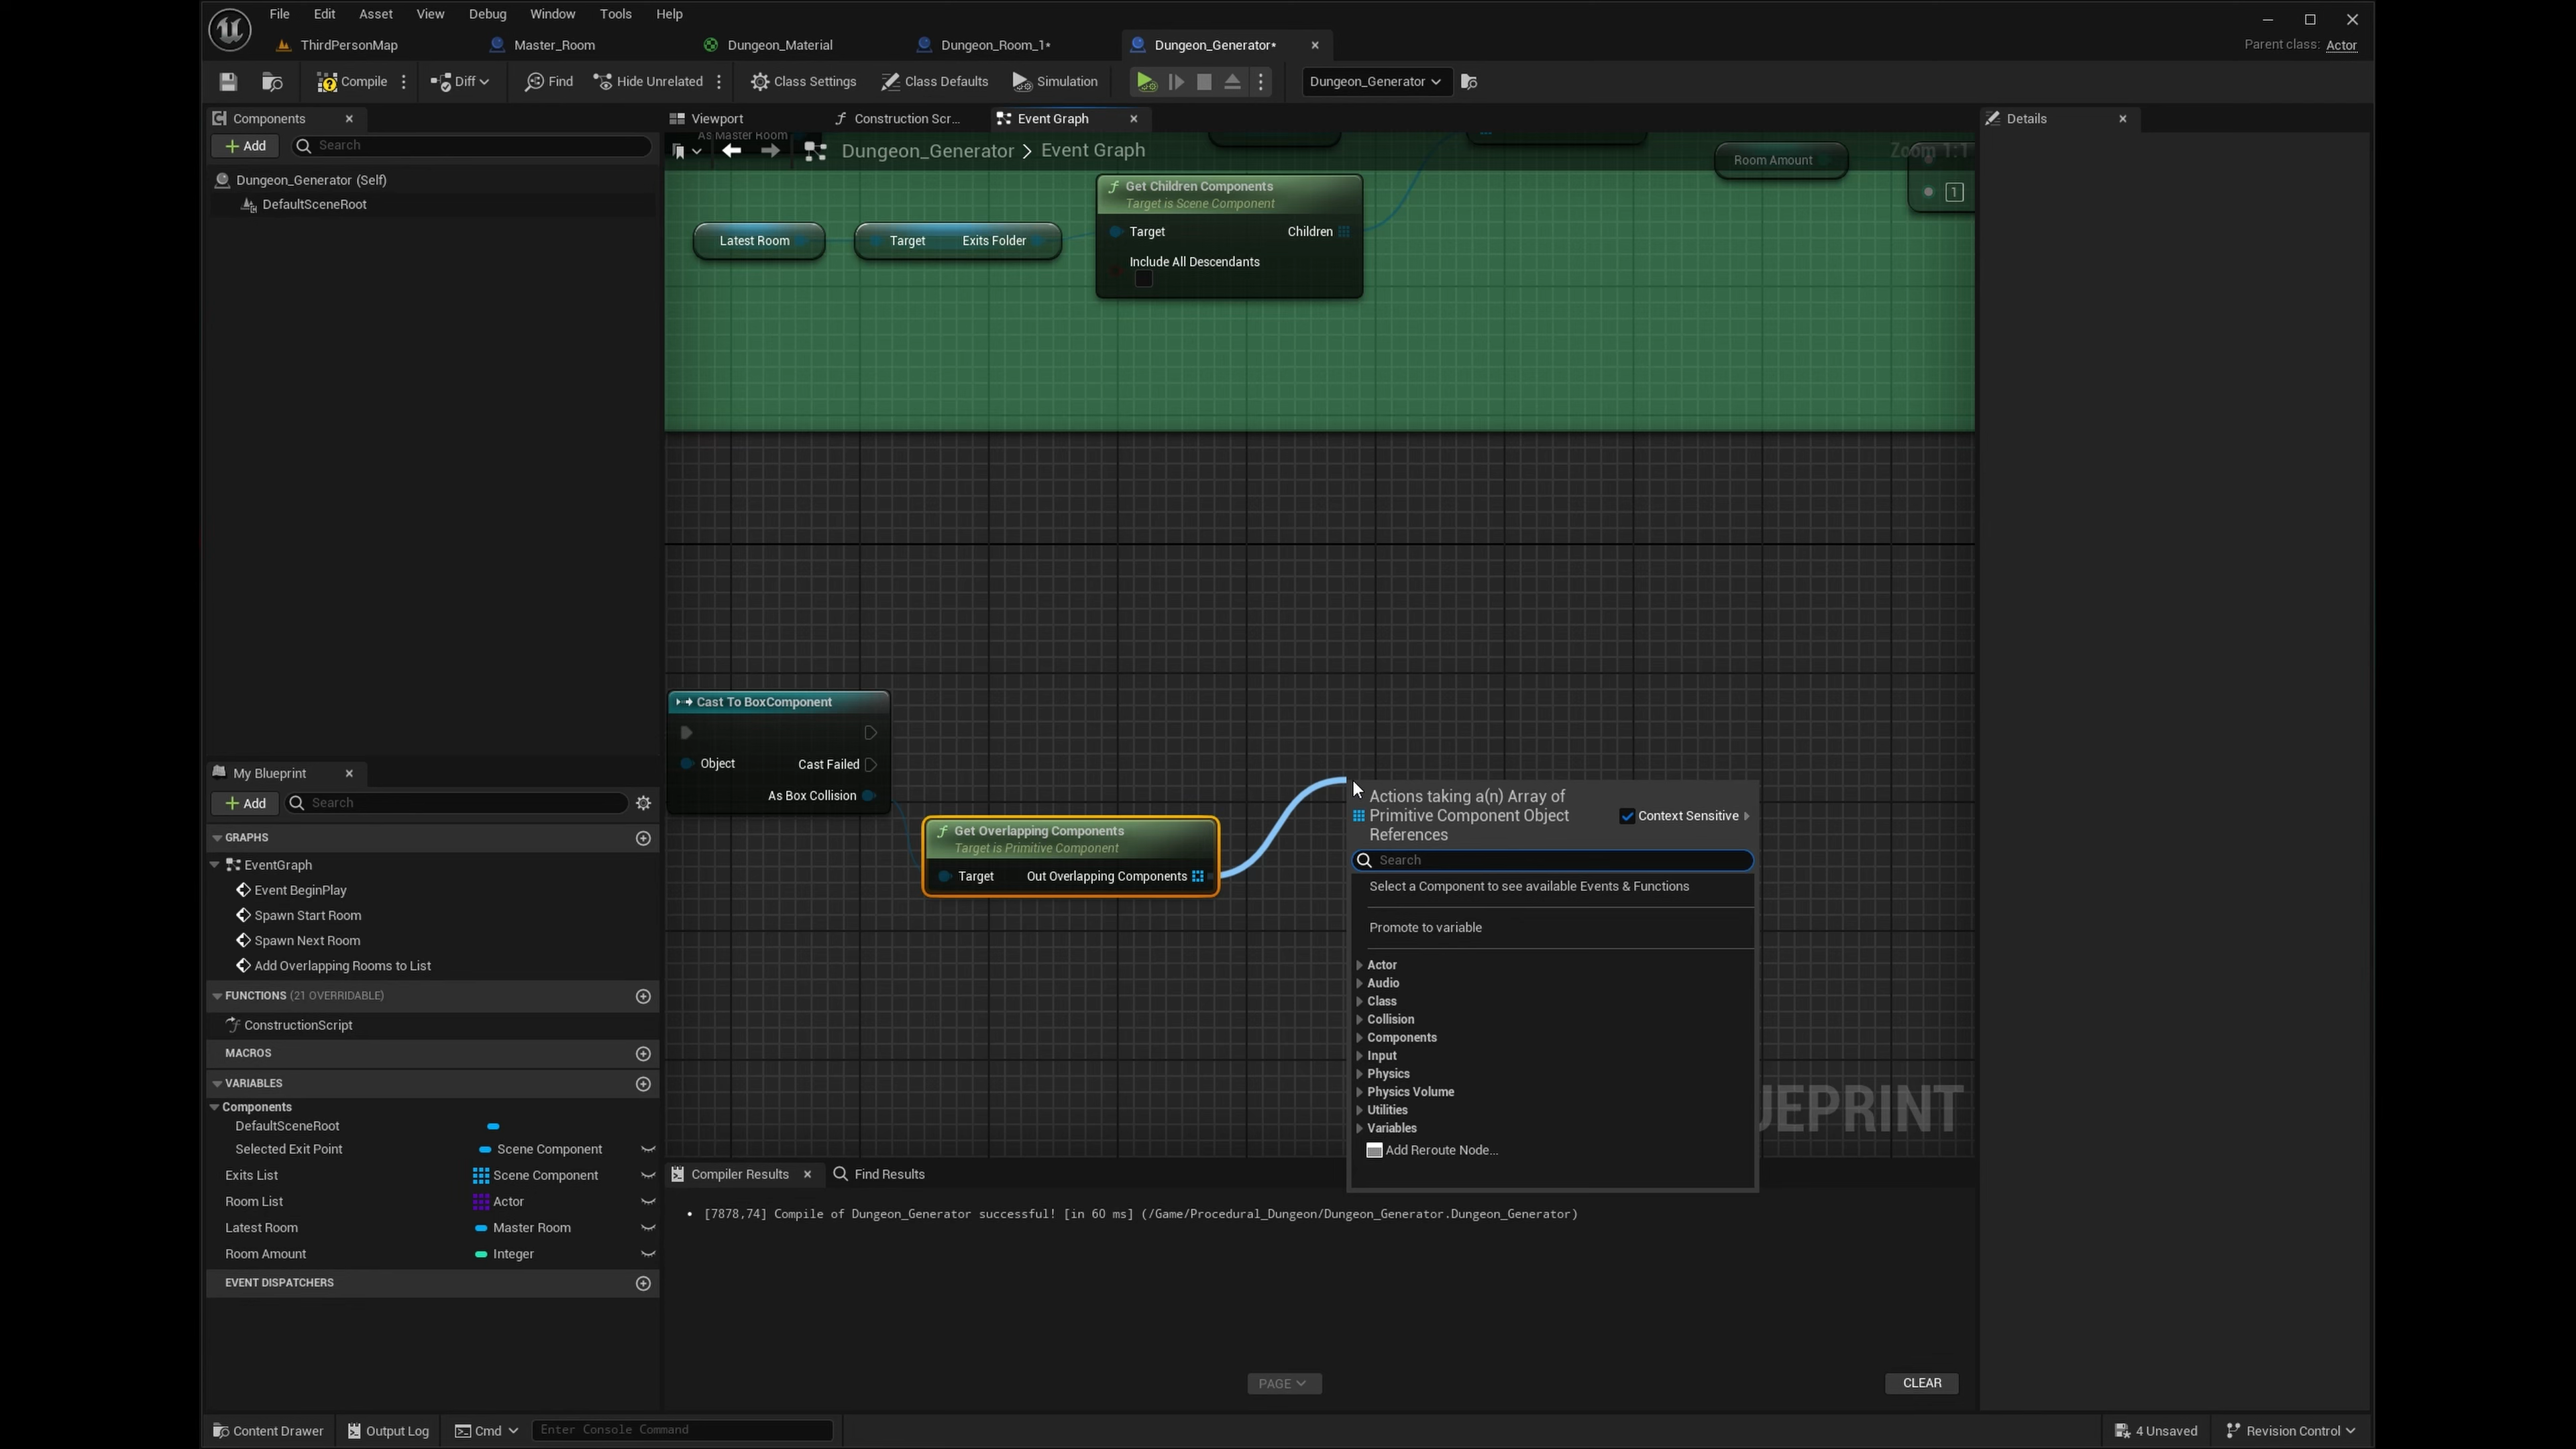 File Edit Asset View Debug Window Tools Help
ThirdPersonMap Master_Room Dungeon_Material Dungeon_Room_1* Dungeon_Generator*
Parent class: Actor
Compile Diff Find Hide Unrelated Class Settings Class Defaults Simulation Dungeon_Generator
Components
Add Search
Dungeon_Generator (Self)
DefaultSceneRoot
Viewport Construction Scr... Event Graph
Details
As Master Room
Dungeon_Generator > Event Graph
Zoom 1:1
Room Amount
1
Get Children Components
Target is Scene Component
Target Children
Include All Descendants
Latest Room
Target Exits Folder
Cast To BoxComponent
Object Cast Failed
As Box Collision
Get Overlapping Components
Target is Primitive Component
Target Out Overlapping Components
Actions taking a(n) Array of
Primitive Component Object
References
Context Sensitive
Search
Select a Component to see available Events & Functions
Promote to variable
Actor
Audio
Class
Collision
Components
Input
Physics
Physics Volume
Utilities
Variables
Add Reroute Node...
UEPRINT
My Blueprint
Add Search
GRAPHS
EventGraph
Event BeginPlay
Spawn Start Room
Spawn Next Room
Add Overlapping Rooms to List
FUNCTIONS (21 OVERRIDABLE)
ConstructionScript
MACROS
VARIABLES
Components
DefaultSceneRoot
Selected Exit Point Scene Component
Exits List Scene Component
Room List Actor
Latest Room Master Room
Room Amount Integer
EVENT DISPATCHERS
Compiler Results Find Results
[7878,74] Compile of Dungeon_Generator successful! [in 60 ms] (/Game/Procedural_Dungeon/Dungeon_Generator.Dungeon_Generator)
PAGE CLEAR
Content Drawer Output Log Cmd Enter Console Command 4 Unsaved Revision Control